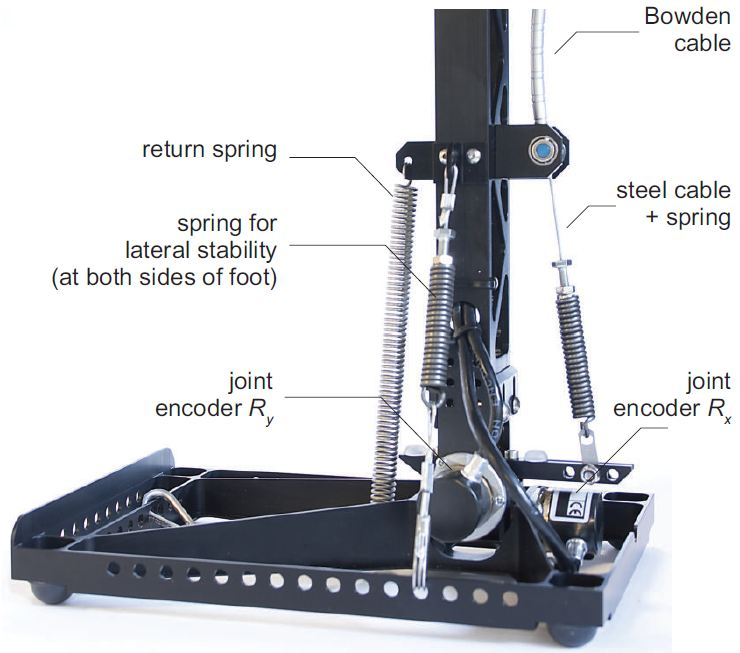 Bowden
cable
return spring
steel cable
+ spring
spring for
lateral stability
(at both sides of foot)
joint
encoder Ry
joint
encoder Rx
CE